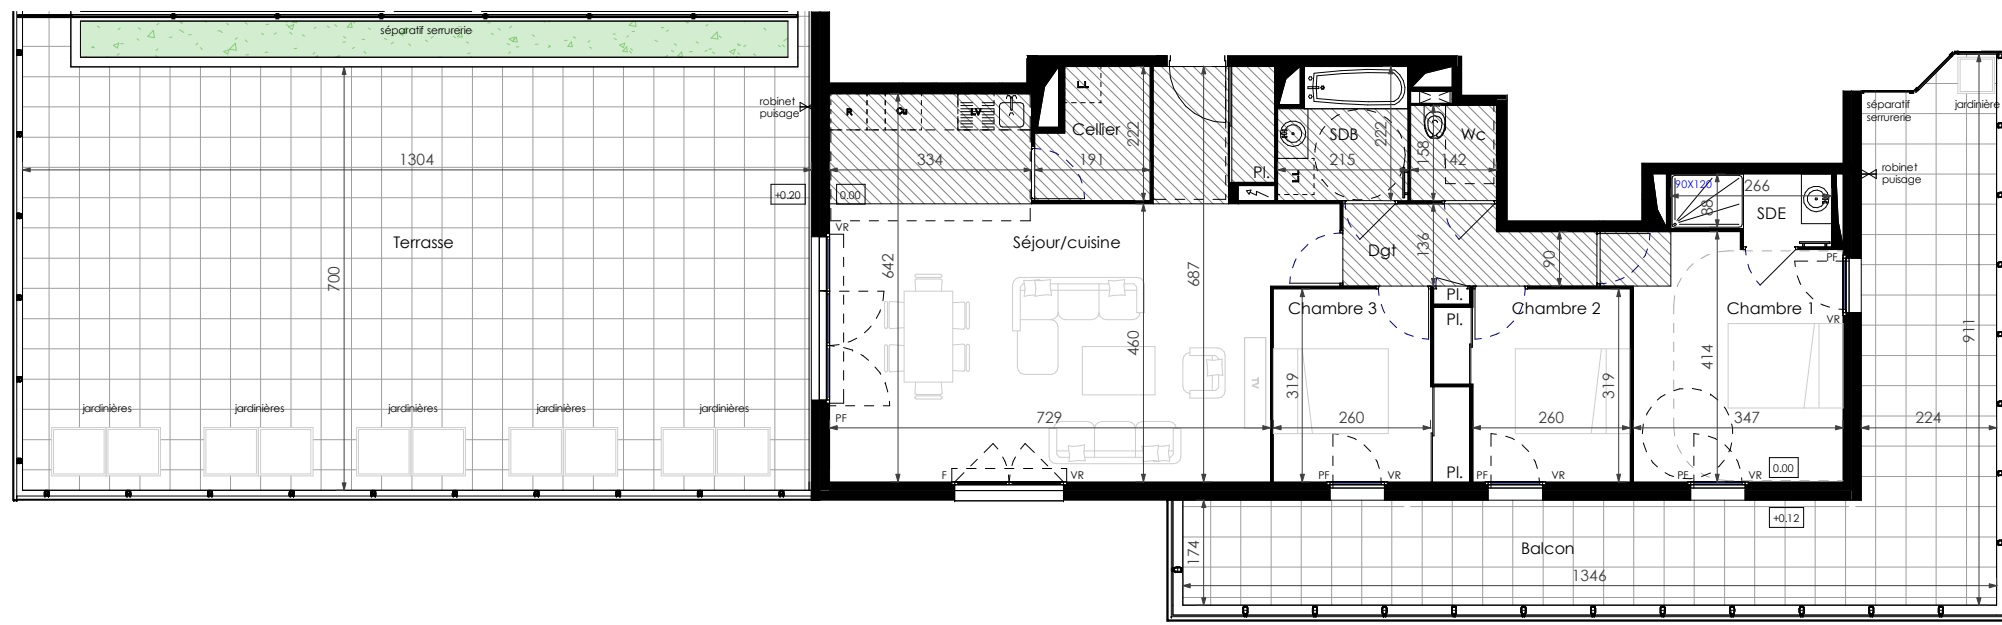 séparatif serrurerie
robinet
puisage
1304
+0.20
Terrasse
700
jardinières
jardinières
jardinières
jardinières
jardinières
R
LV
334
0.00
VR
642
Séjour/cuisine
Cellier
222
191
LL
687
460
729
PF
F
VR
TV
Pl.
SDB
222
215
LL
Wc
158
142
Dgt
136
90
Chambre 3
319
260
PF
VR
Pl.
Pl.
Pl.
Chambre 2
319
260
PF
VR
90X120
88
266
SDE
PF
VR
Chambre 1
414
347
0.00
PF
VR
séparatif
serrurerie
jardinière
robinet
puisage
911
224
+0.12
174
Balcon
1346